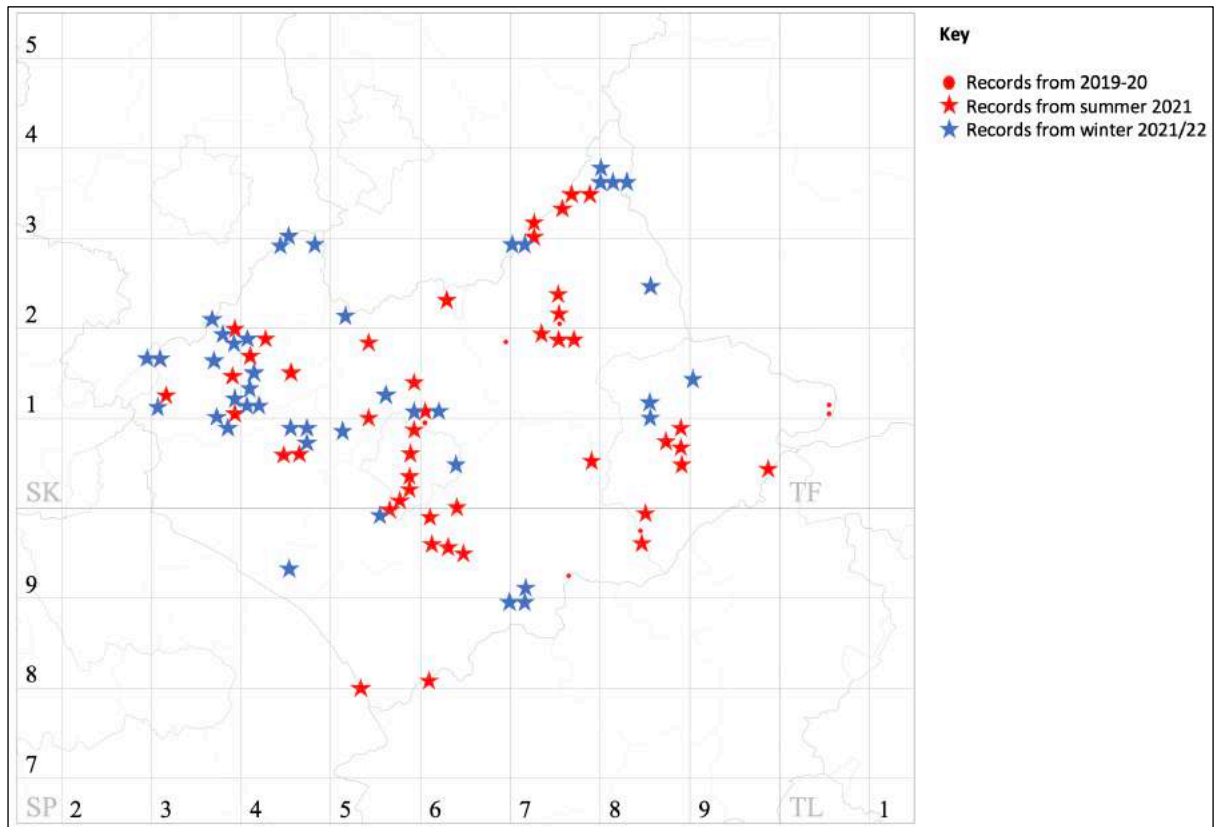 5
Key
Records from 2019-20
Records from summer 2021
4
Records from winter 2021/22
3
2
1
SK TF
9
8
7
SP 2 3 4 5 6 7 8 9 TL 1